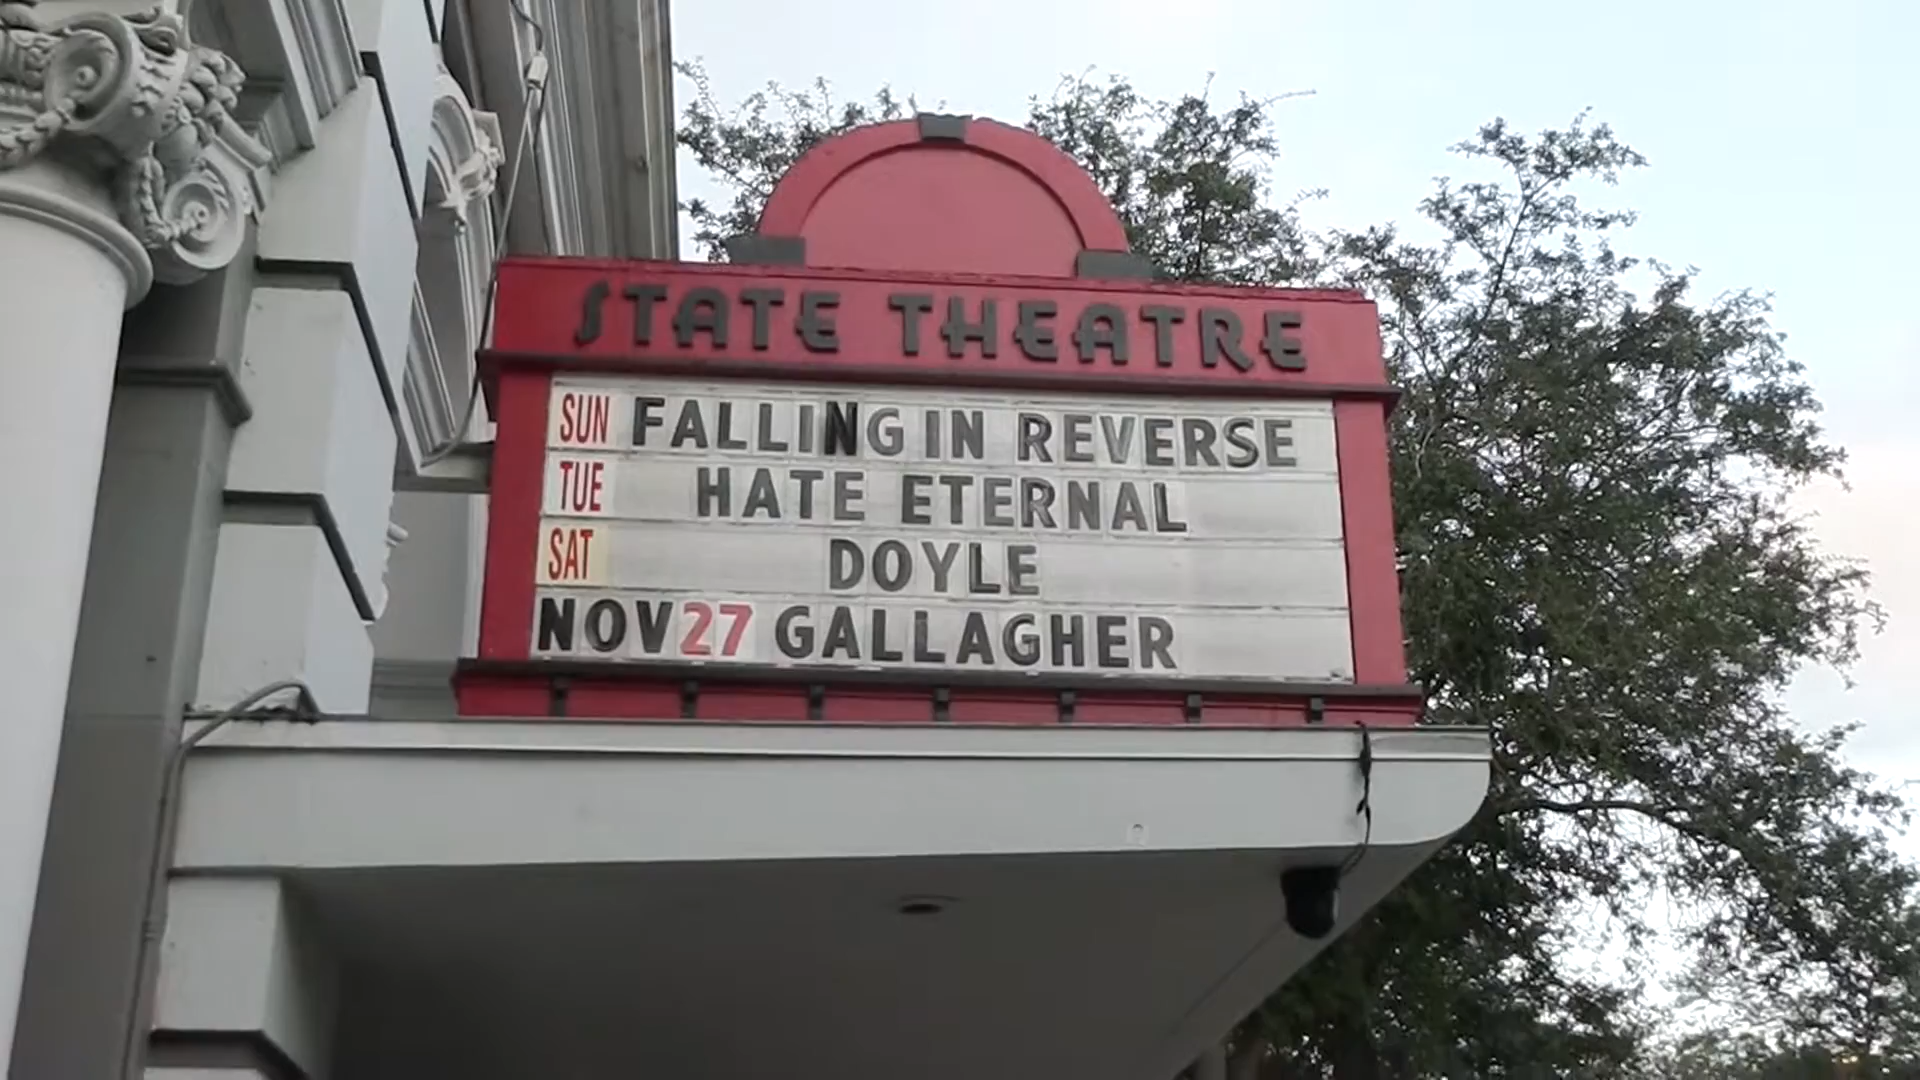 STATE THEATRE
SUN FALLING IN REVERSE
TUE HATE ETERNAL
SAT DOYLE
NOV 27 GALLAGHER